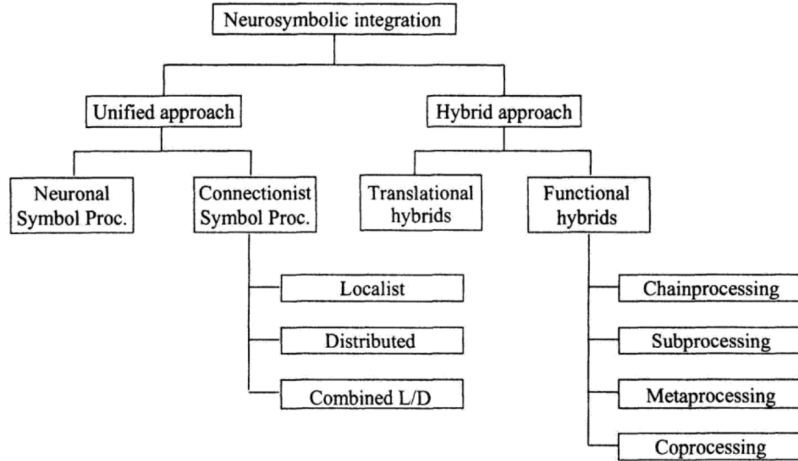 Neurosymbolic integration
Unified approach
Hybrid approach
Neuronal
Symbol Proc.
Connectionist
Symbol Proc.
Translational
hybrids
Functional
hybrids
Localist
Distributed
Combined L/D
Chainprocessing
Subprocessing
Metaprocessing
Coprocessing